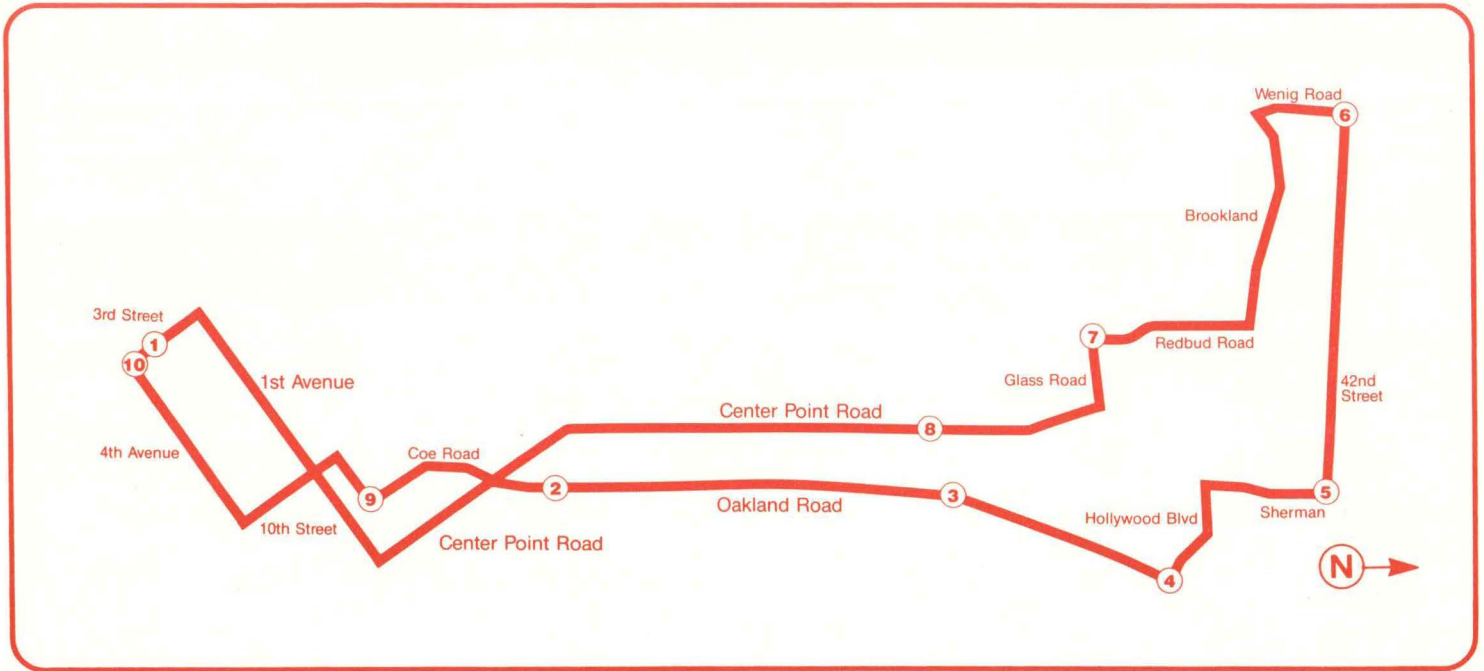 Wenig Road
6
Brookland
3rd Street
1
10
7
Redbud Road
1st Avenue
Glass Road
42nd
Street
Center Point Road
8
4th Avenue
Coe Road
9
2
3
5
Oakland Road
Hollywood Blvd
Sherman
10th Street
Center Point Road
4
N